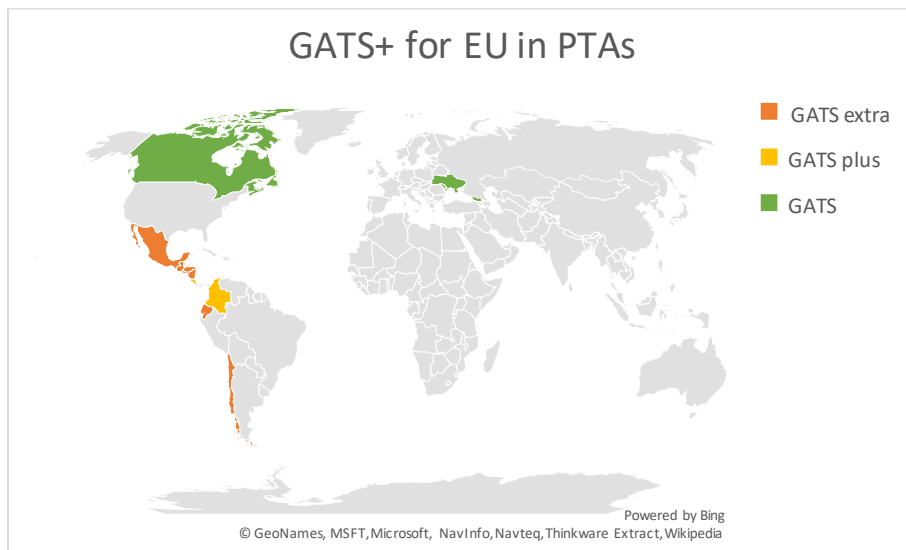 GATS+ for EU in PTAs
GATS extra
GATS plus
GATS
Powered by Bing
© GeoNames, MSFT, Microsoft, NavInfo, Navteq, Thinkware Extract, Wikipedia